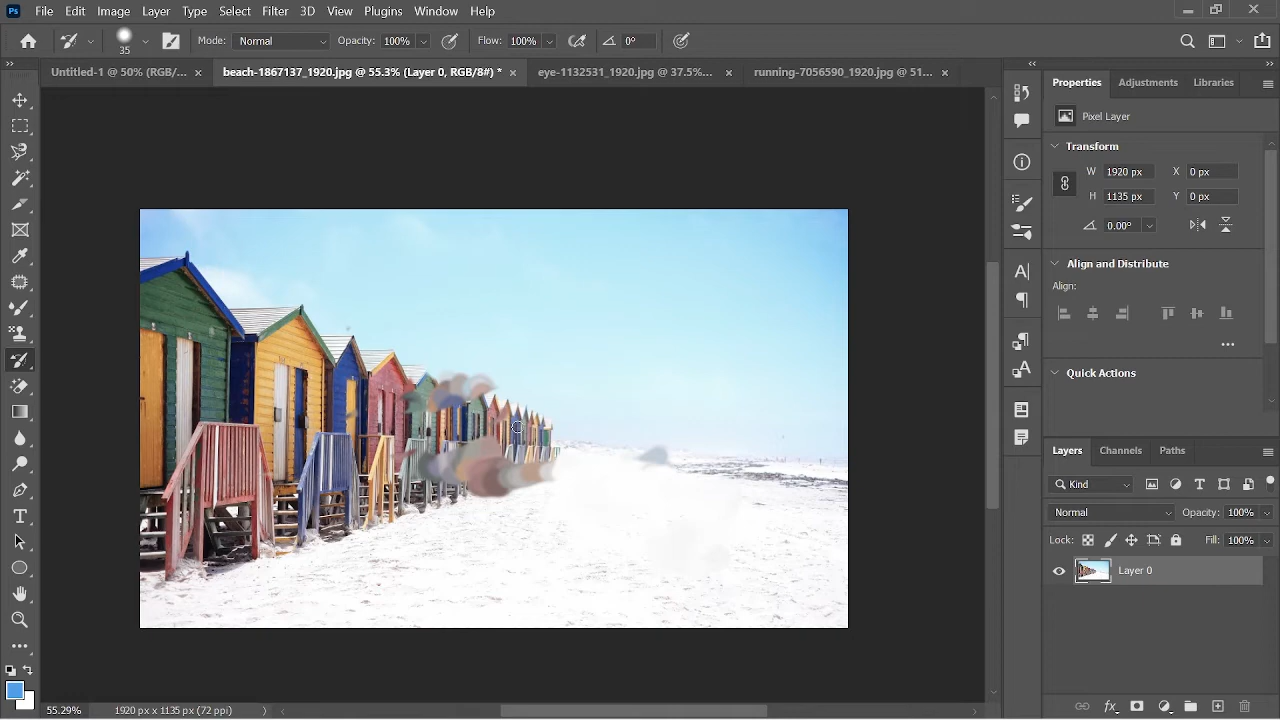 Ps File Edit Image Layer Type Select Filter 3D View Plugins Window Help
35 Mode: Normal Opacity: 100% Flow: 100% 0°
Untitled-1 @ 50% (RGB/... × beach-1867137_1920.jpg @ 55.3% (Layer 0, RGB/8#) * × eye-1132531_1920.jpg @ 37.5%... × running-7056590_1920.jpg @ 51... ×
Properties Adjustments Libraries
Pixel Layer
Transform
W 1920 px X 0 px
H 1135 px Y 0 px
0.00°
Align and Distribute
Align:
Quick Actions
Layers Channels Paths
Kind
Normal Opacity: 100%
Lock: Fill: 100%
Layer 0
55.29% 1920 px x 1135 px (72 ppi)